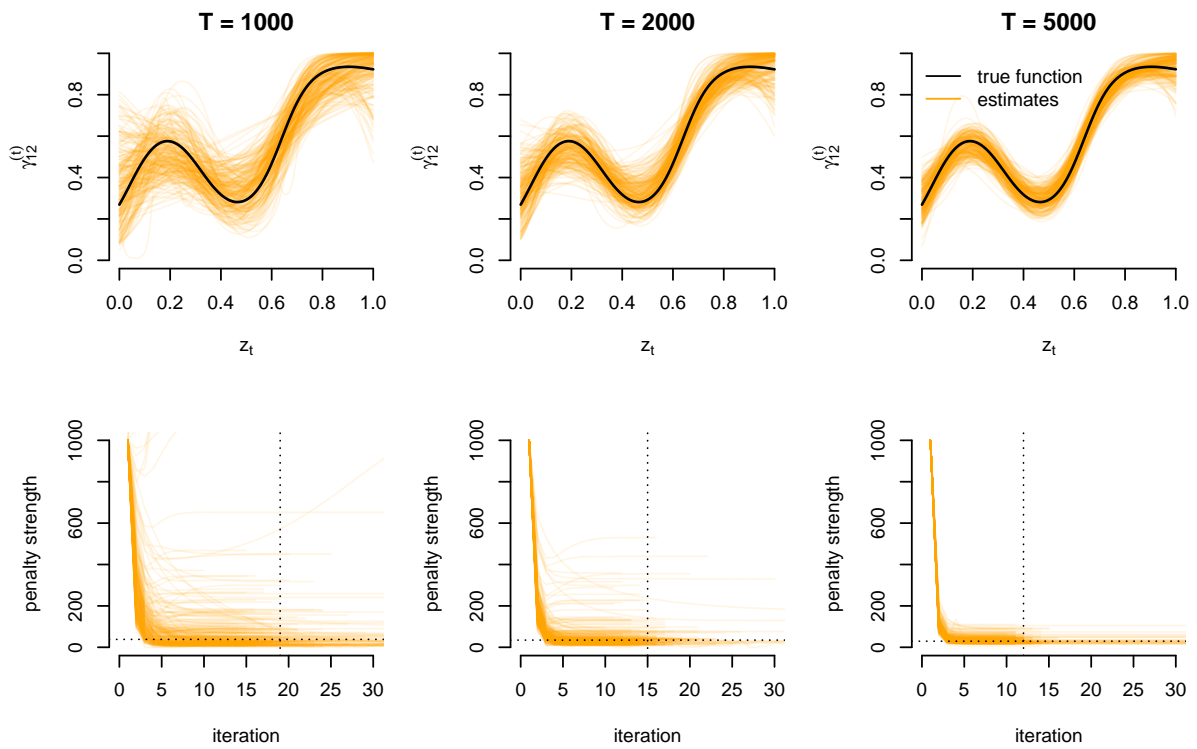 T = 1000
T = 2000
T = 5000
γ₁₂⁽ᵗ⁾
0.0 0.4 0.8
0.0 0.2 0.4 0.6 0.8 1.0
zₜ
γ₁₂⁽ᵗ⁾
0.0 0.4 0.8
0.0 0.2 0.4 0.6 0.8 1.0
zₜ
γ₁₂⁽ᵗ⁾
0.0 0.4 0.8
true function
estimates
0.0 0.2 0.4 0.6 0.8 1.0
zₜ
penalty strength
0 200 600 1000
0 5 10 15 20 25 30
iteration
penalty strength
0 200 600 1000
0 5 10 15 20 25 30
iteration
penalty strength
0 200 600 1000
0 5 10 15 20 25 30
iteration